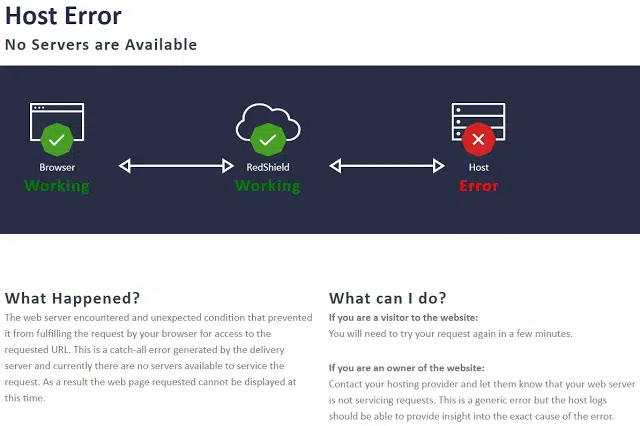 Host Error
No Servers are Available
Browser
RedShield
Host
Working
Working
Error
What Happened?
The web server encountered and unexpected condition that prevented
it from fulfilling the request by your browser for access to the
requested URL. This is a catch-all error generated by the delivery
server and currently there are no servers available to service the
request. As a result the web page requested cannot be displayed at
this time.
What can I do?
If you are a visitor to the website:
You will need to try your request again in a few minutes.
If you are an owner of the website:
Contact your hosting provider and let them know that your web server
is not servicing requests. This is a generic error but the host logs
should be able to provide insight into the exact cause of the error.